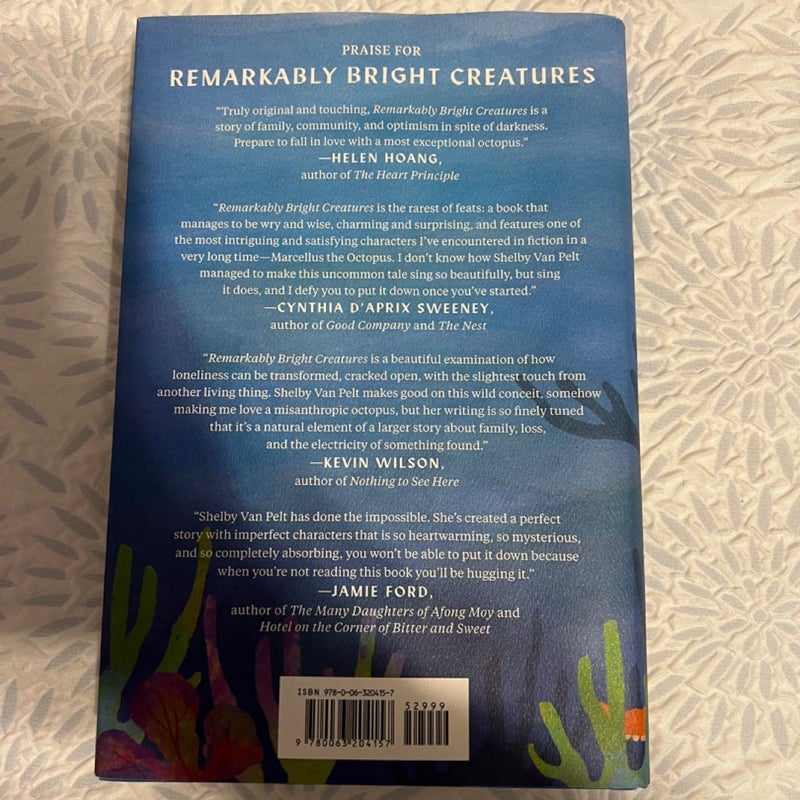 PRAISE FOR
REMARKABLY BRIGHT CREATURES
“Truly original and touching, Remarkably Bright Creatures is a
story of family, community, and optimism in spite of darkness.
Prepare to fall in love with a most exceptional octopus.”
—HELEN HOANG,
author of The Heart Principle
“Remarkably Bright Creatures is the rarest of feats: a book that
manages to be wry and wise, charming and surprising, and features one of
the most intriguing and satisfying characters I’ve encountered in fiction in a
very long time—Marcellus the Octopus. I don’t know how Shelby Van Pelt
managed to make this uncommon tale sing so beautifully, but sing
it does, and I defy you to put it down once you’ve started.”
—CYNTHIA D’APRIX SWEENEY,
author of Good Company and The Nest
“Remarkably Bright Creatures is a beautiful examination of how
loneliness can be transformed, cracked open, with the slightest touch from
another living thing. Shelby Van Pelt makes good on this wild conceit, somehow
making me love a misanthropic octopus, but her writing is so finely tuned
that it’s a natural element of a larger story about family, loss,
and the electricity of something found.”
—KEVIN WILSON,
author of Nothing to See Here
“Shelby Van Pelt has done the impossible. She’s created a perfect
story with imperfect characters that is so heartwarming, so mysterious,
and so completely absorbing, you won’t be able to put it down because
when you’re not reading this book you’ll be hugging it.”
—JAMIE FORD,
author of The Many Daughters of Afong Moy and
Hotel on the Corner of Bitter and Sweet
ISBN 978-0-06-320415-7
52999
9 780063 204157